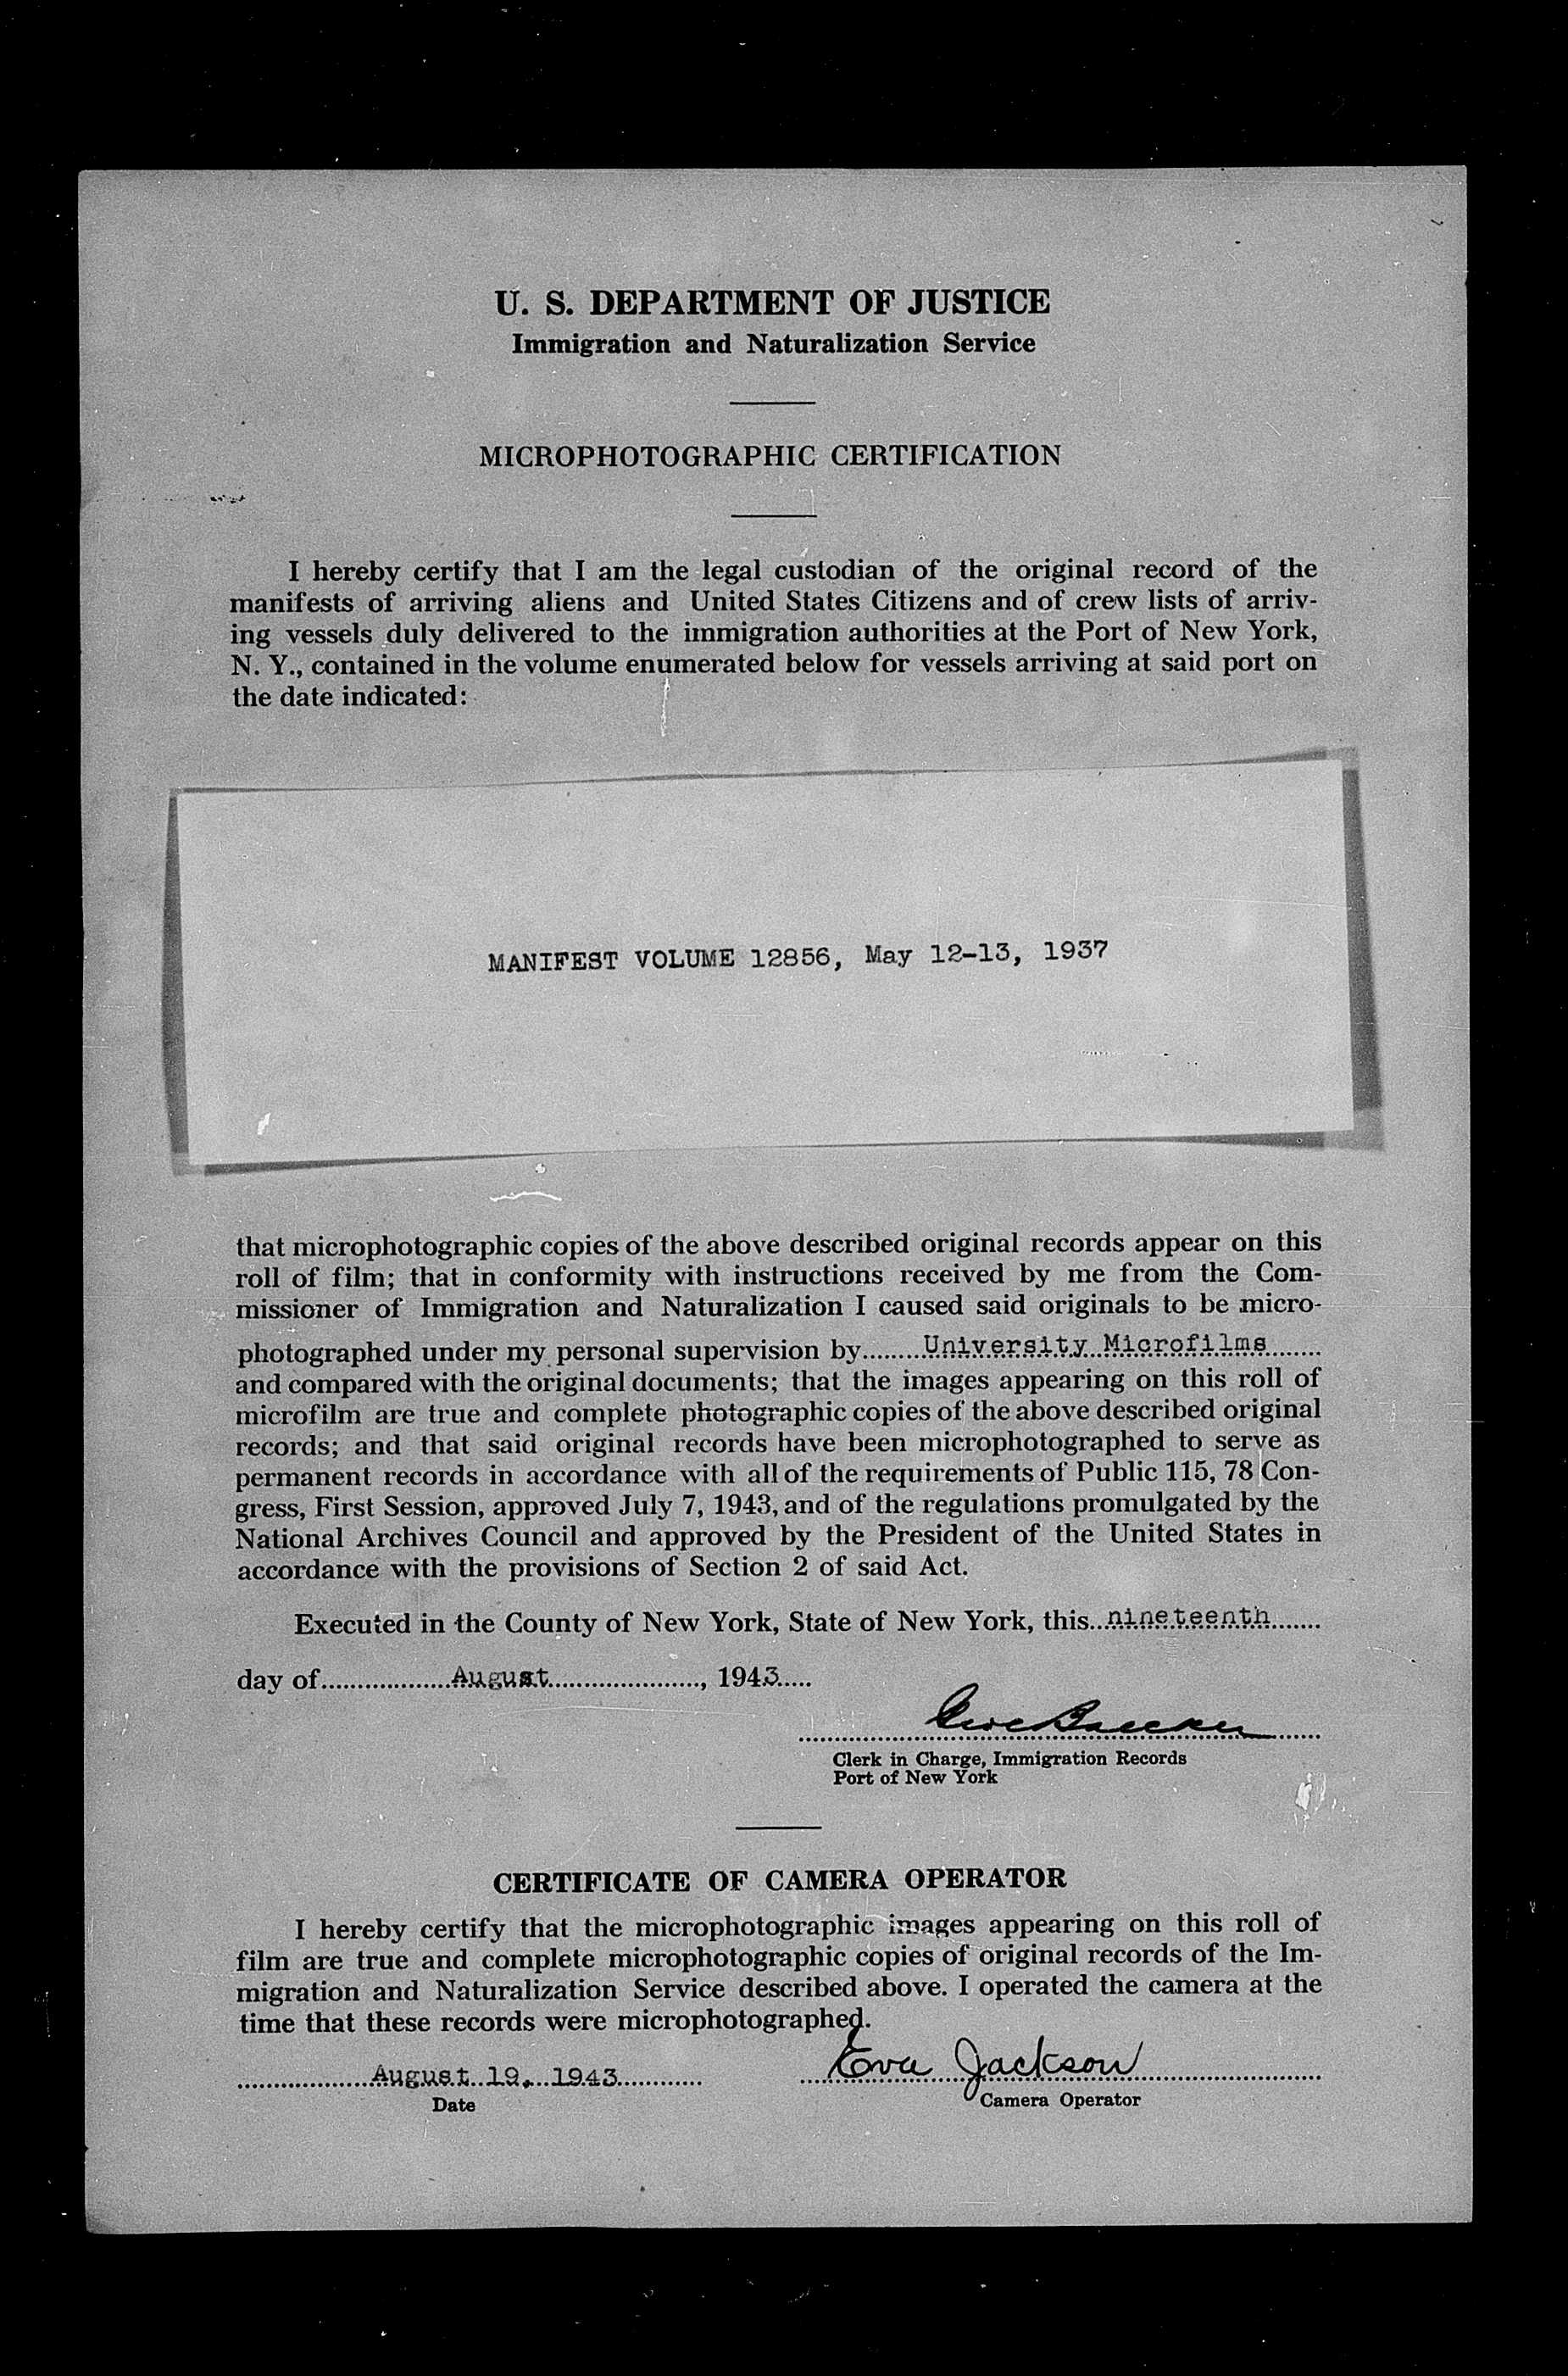 U. S. DEPARTMENT OF JUSTICE
Immigration and Naturalization Service
MICROPHOTOGRAPHIC CERTIFICATION
I hereby certify that I am the legal custodian of the original record of the
manifests of arriving aliens and United States Citizens and of crew lists of arriv-
ing vessels duly delivered to the immigration authorities at the Port of New York,
N. Y., contained in the volume enumerated below for vessels arriving at said port on
the date indicated:
MANIFEST VOLUME 12856, May 12-13, 1937
that microphotographic copies of the above described original records appear on this
roll of film; that in conformity with instructions received by me from the Com-
missioner of Immigration and Naturalization I caused said originals to be micro-
photographed under my personal supervision by........University Microfilms........
and compared with the original documents; that the images appearing on this roll of
microfilm are true and complete photographic copies of the above described original
records; and that said original records have been microphotographed to serve as
permanent records in accordance with all of the requirements of Public 115, 78 Con-
gress, First Session, approved July 7, 1943, and of the regulations promulgated by the
National Archives Council and approved by the President of the United States in
accordance with the provisions of Section 2 of said Act.
Executed in the County of New York, State of New York, this...nineteenth.......
day of...................August......................, 1943.....
Clerk in Charge, Immigration Records
Port of New York
CERTIFICATE OF CAMERA OPERATOR
I hereby certify that the microphotographic images appearing on this roll of
film are true and complete microphotographic copies of original records of the Im-
migration and Naturalization Service described above. I operated the camera at the
time that these records were microphotographed.
...................August 19, 1943............ Eva Jackson
Date Camera Operator